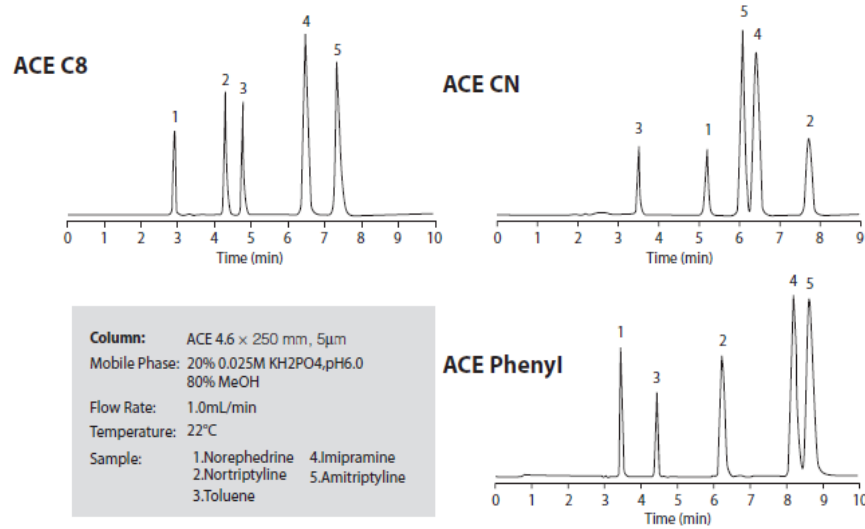 ACE C8
1
2
3
4
5
0 1 2 3 4 5 6 7 8 9 10
Time (min)
ACE CN
3
1
5
4
2
0 1 2 3 4 5 6 7 8 9
Time (min)
Column: ACE 4.6 × 250 mm, 5μm
Mobile Phase: 20% 0.025M KH2PO4,pH6.0
80% MeOH
Flow Rate: 1.0mL/min
Temperature: 22°C
Sample: 1.Norephedrine 4.Imipramine
2.Nortriptyline 5.Amitriptyline
3.Toluene
ACE Phenyl
1
3
2
4 5
0 1 2 3 4 5 6 7 8 9 10
Time (min)